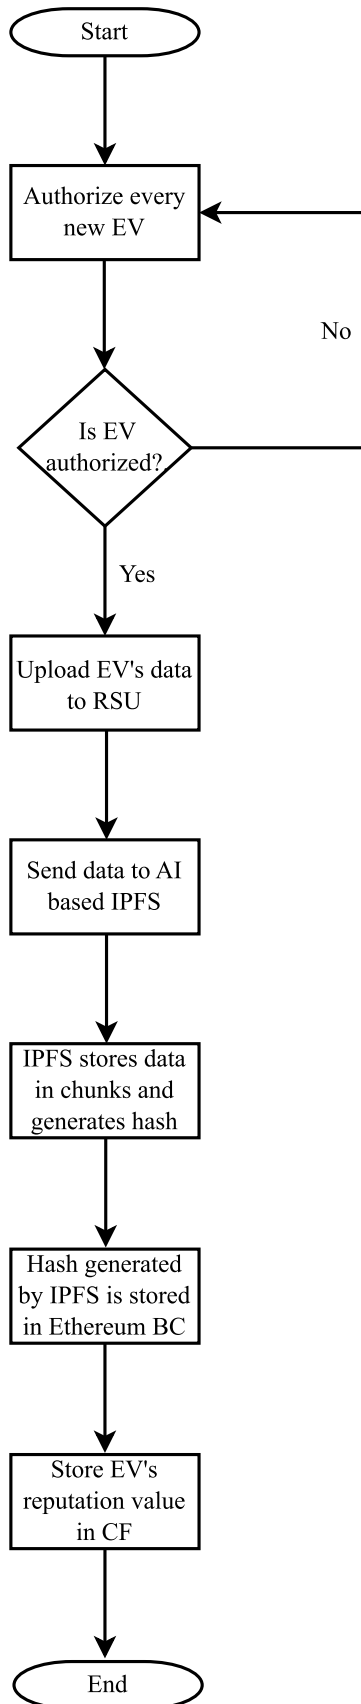 Start
Authorize every
new EV
No
Is EV
authorized?.
Yes
Upload EV's data
to RSU
Send data to AI
based IPFS
IPFS stores data
in chunks and
generates hash
Hash generated
by IPFS is stored
in Ethereum BC
Store EV's
reputation value
in CF
End